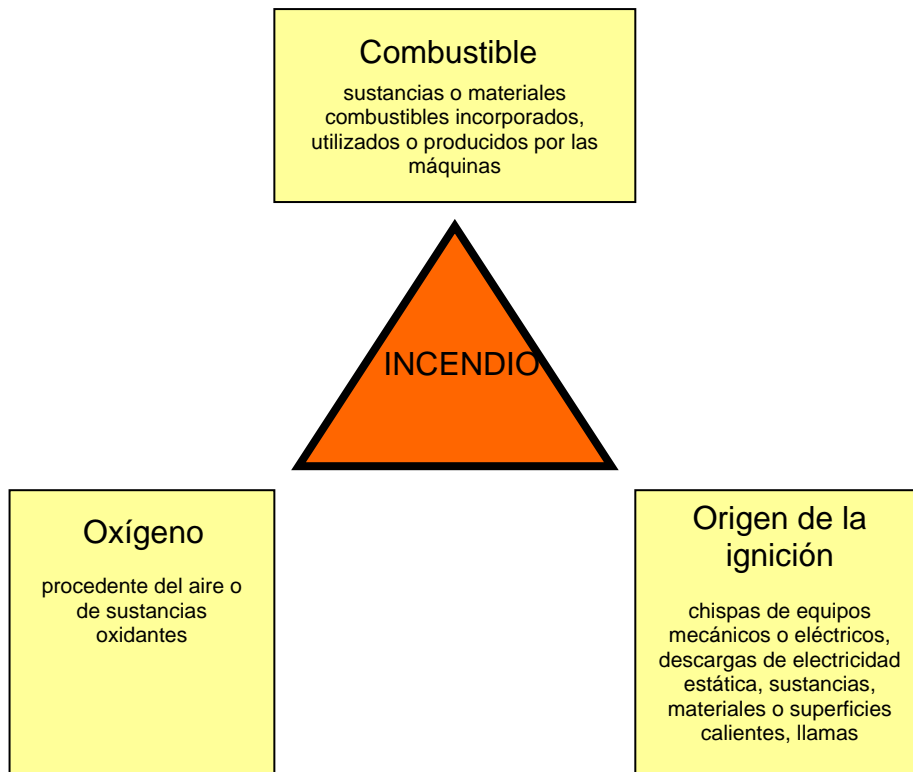 Combustible
sustancias o materiales
combustibles incorporados,
utilizados o producidos por las
máquinas
INCENDIO
Oxígeno
procedente del aire o
de sustancias
oxidantes
Origen de la
ignición
chispas de equipos
mecánicos o eléctricos,
descargas de electricidad
estática, sustancias,
materiales o superficies
calientes, llamas